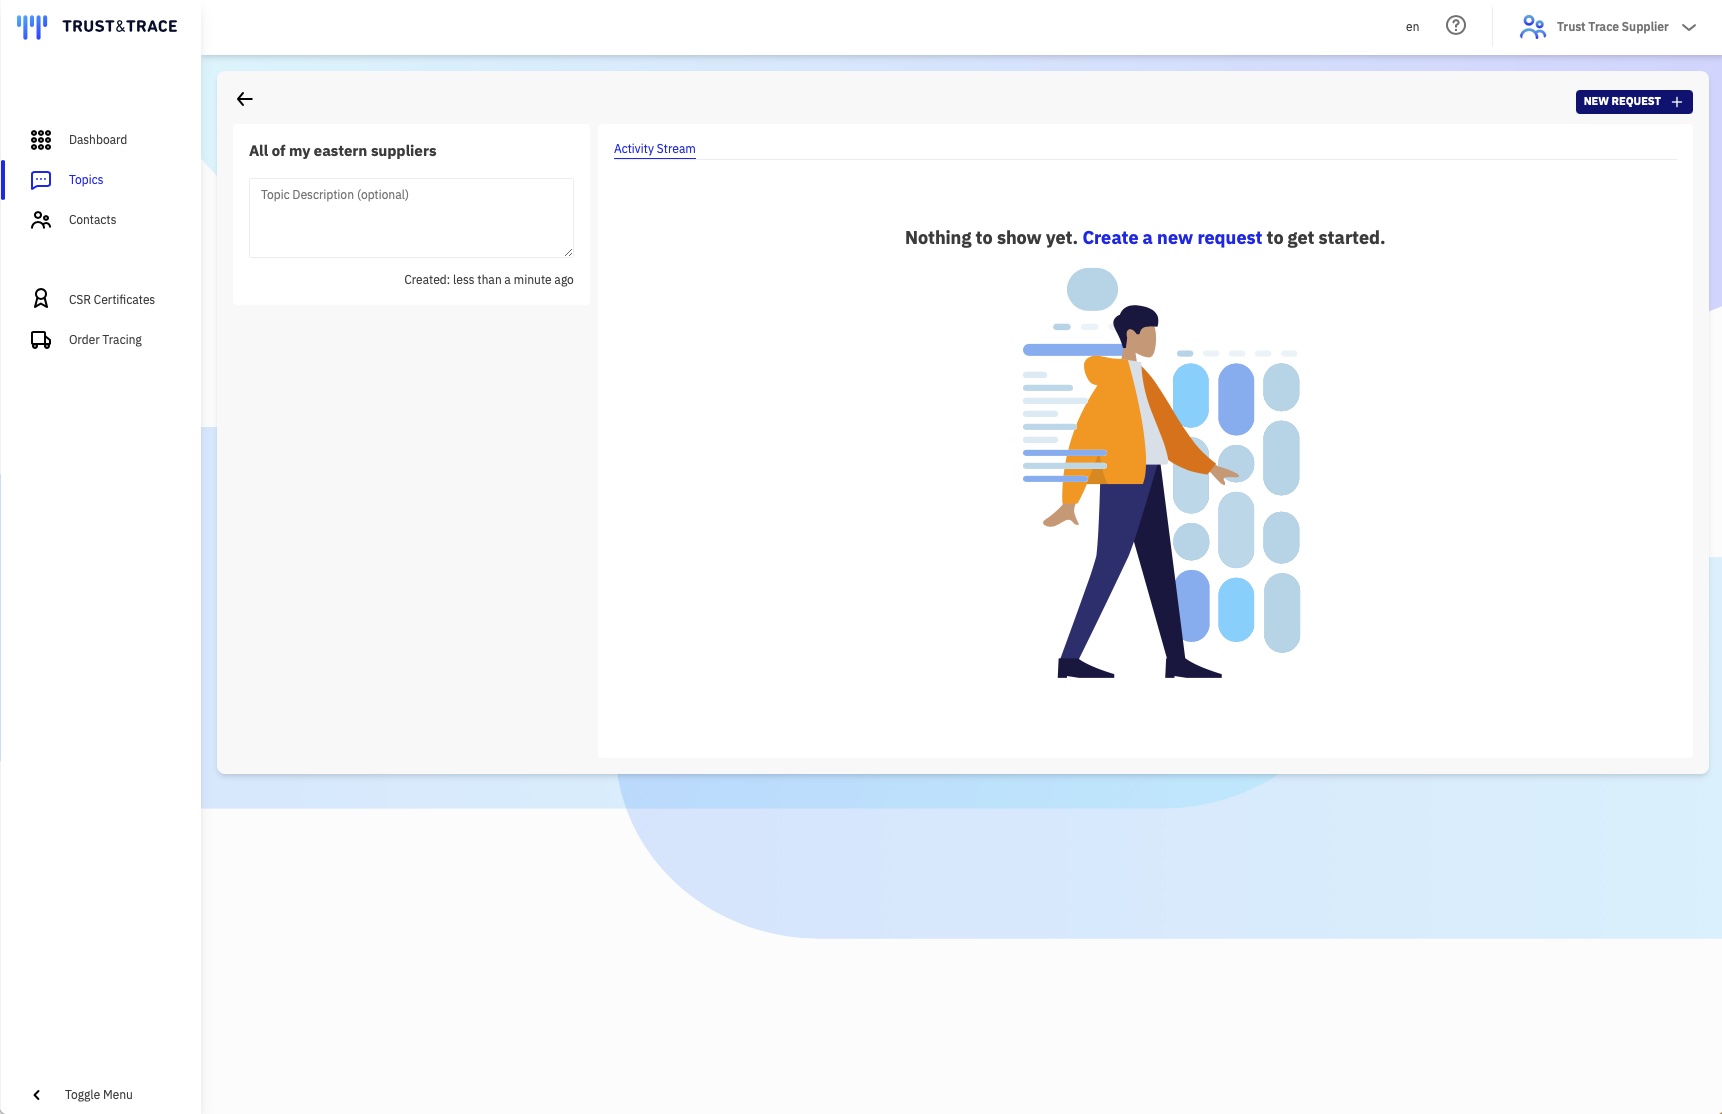 TRUST&TRACE
en
Trust Trace Supplier
Dashboard
Topics
Contacts
CSR Certificates
Order Tracing
Toggle Menu
NEW REQUEST
All of my eastern suppliers
Topic Description (optional)
Created: less than a minute ago
Activity Stream
Nothing to show yet. Create a new request to get started.